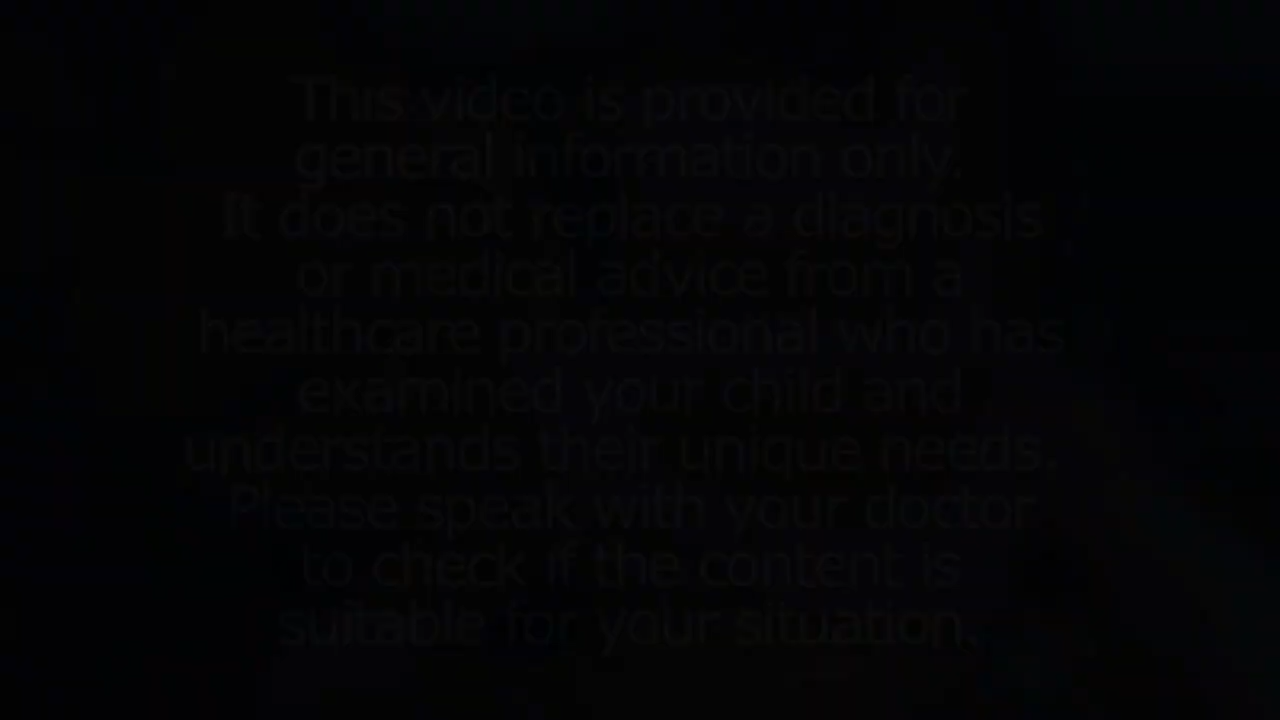 This video is provided for
general information only.
It does not replace a diagnosis
or medical advice from a
healthcare professional who has
examined your child and
understands their unique needs.
Please speak with your doctor
to check if the content is
suitable for your situation.